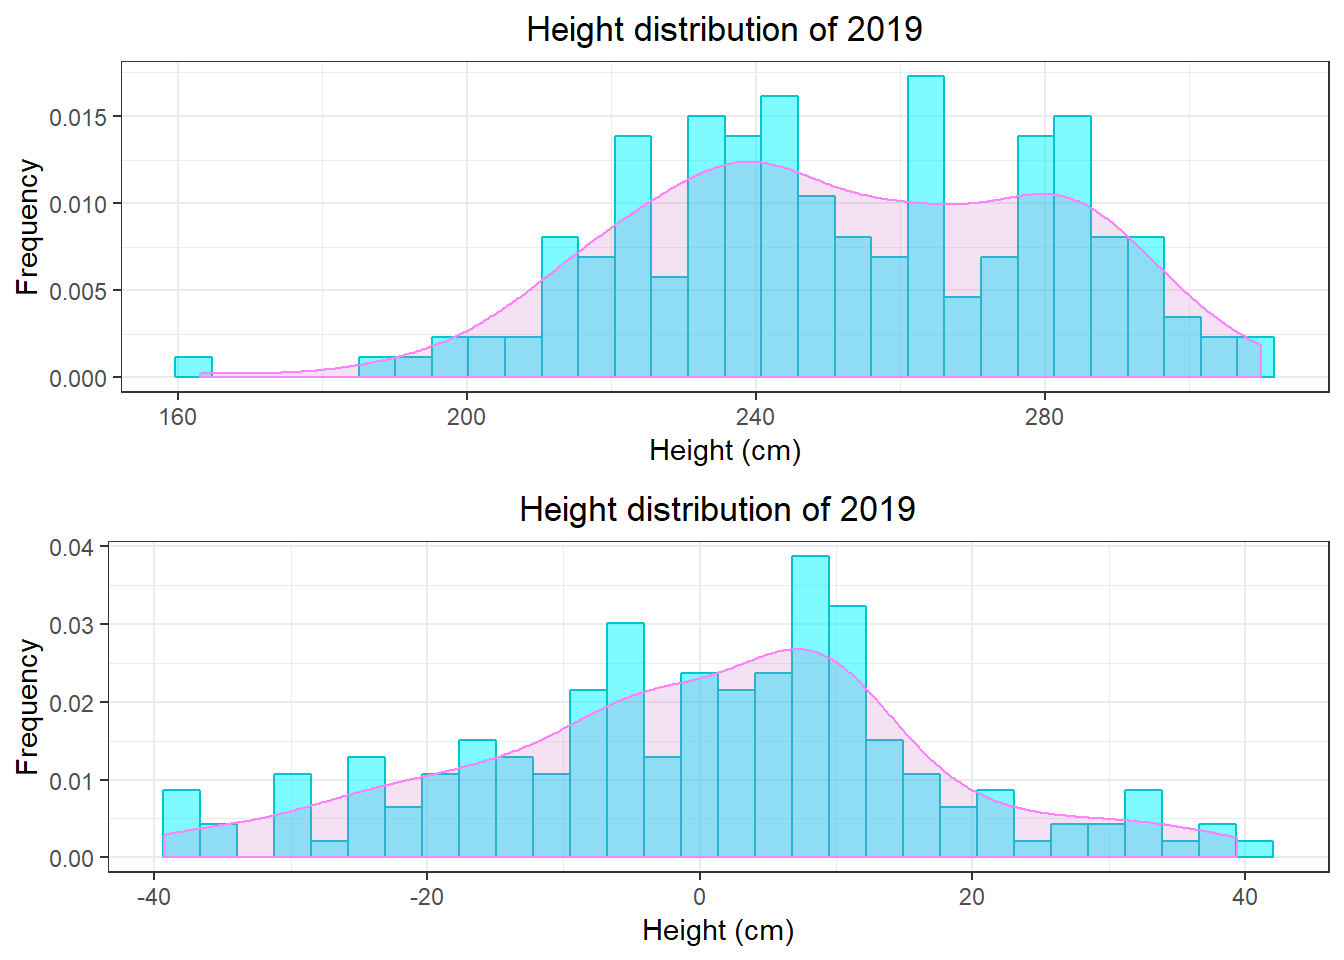 Height distribution of 2019
0.015
0.010
0.005
0.000
Frequency
160 200 240 280
Height (cm)
Height distribution of 2019
0.04
0.03
0.02
0.01
0.00
Frequency
-40 -20 0 20 40
Height (cm)